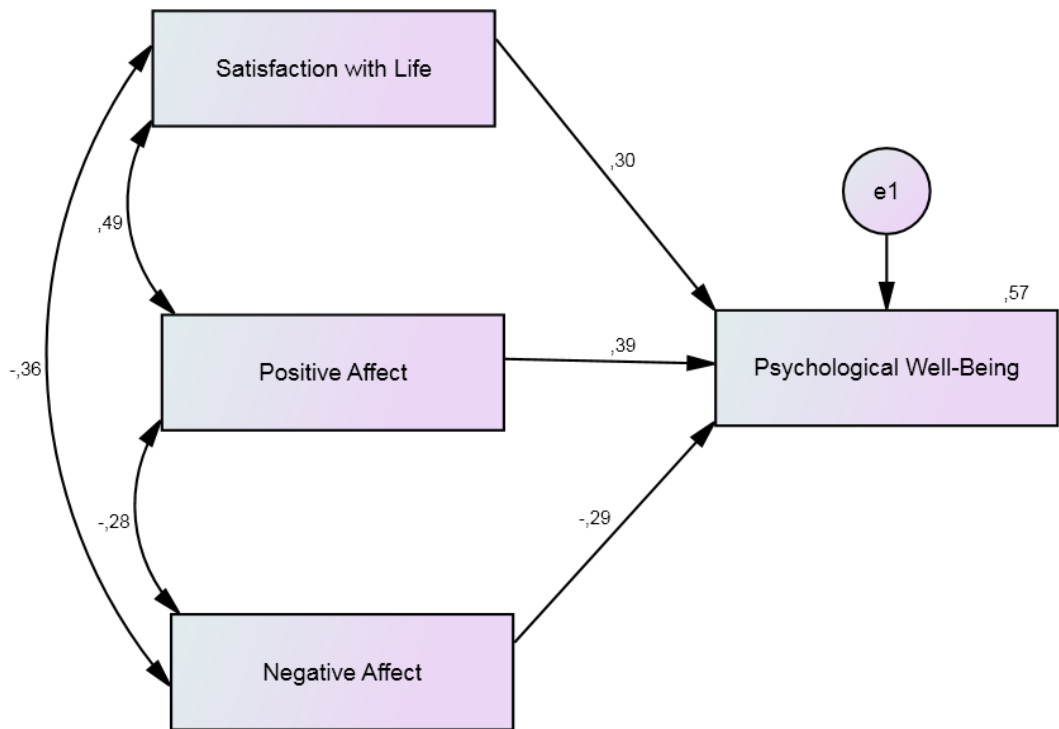 Satisfaction with Life
,30
e1
,49
,57
-,36
Positive Affect
,39
Psychological Well-Being
-,28
-,29
Negative Affect